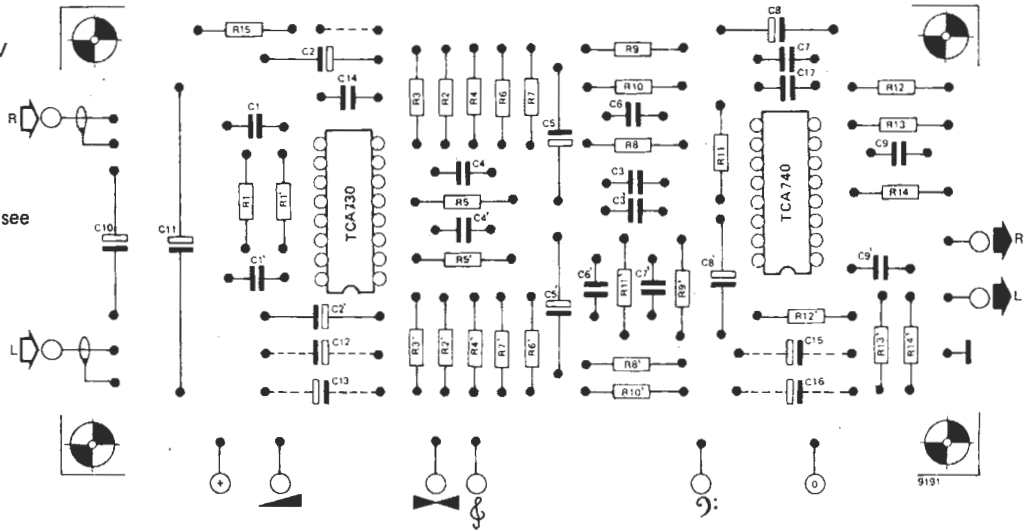 C8
R15
R9
V
C2
C7
C14
R3
R2
R4
R6
R7
R10
C17
R12
C1
C6
R
C5
R8
R11
R13
C9
TCA730
C4
C3
TCA740
R14
R1
R1'
R5
C3'
see
C4'
C10
C11
R
R5'
C1'
C6'
R11'
C7'
R9'
C8'
C9'
C5'
L
C2'
R12'
L
C12
R3'
R2'
R4'
R7'
R6'
C15
R13'
R14'
R8'
C13
R10'
C16
+
0
9191